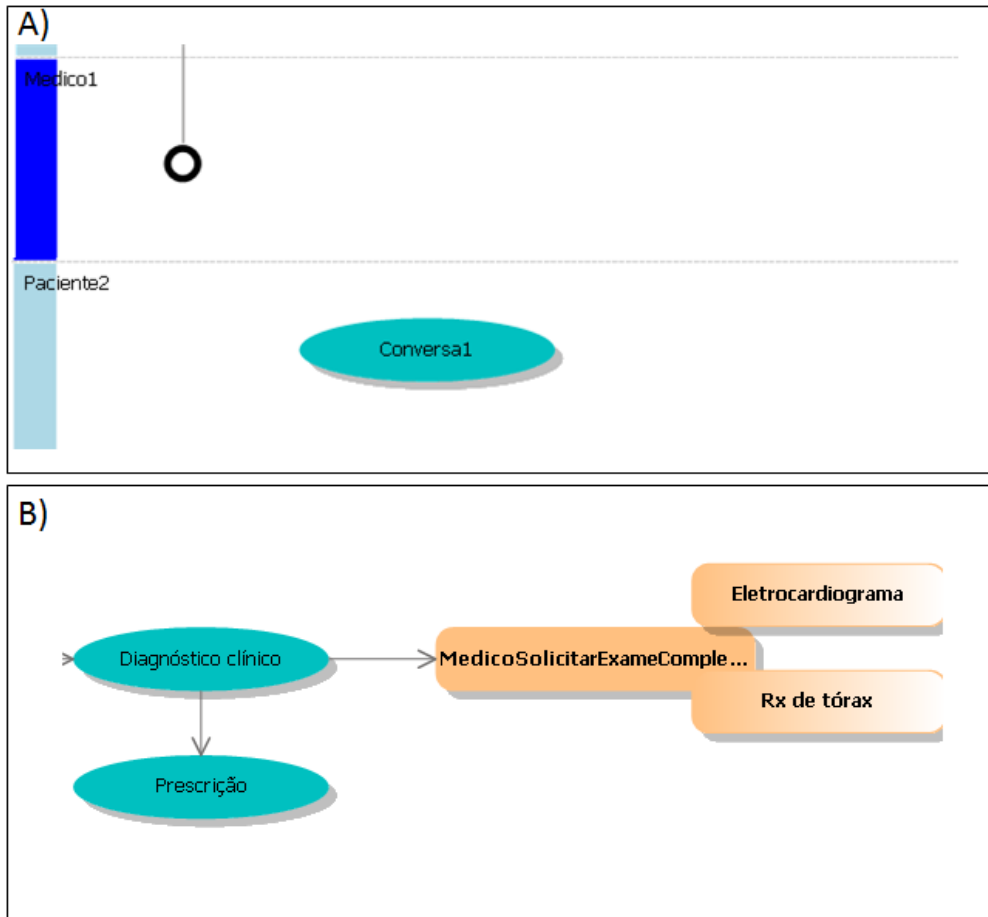 A)
Medico1
Paciente2
Conversa1
B)
Eletrocardiograma
Diagnóstico clínico
MedicoSolicitarExameComple...
Rx de tórax
Prescrição